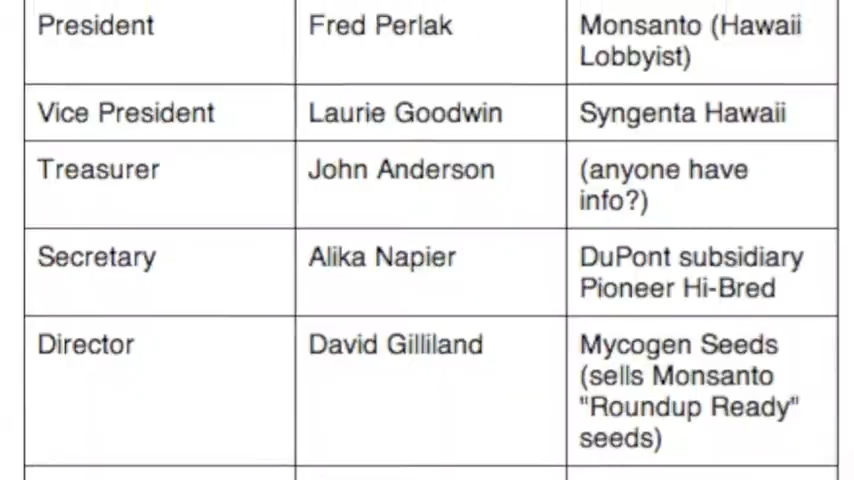 President Fred Perlak Monsanto (Hawaii
Lobbyist)
Vice President Laurie Goodwin Syngenta Hawaii
Treasurer John Anderson (anyone have
info?)
Secretary Alika Napier DuPont subsidiary
Pioneer Hi-Bred
Director David Gilliland Mycogen Seeds
(sells Monsanto
"Roundup Ready"
seeds)